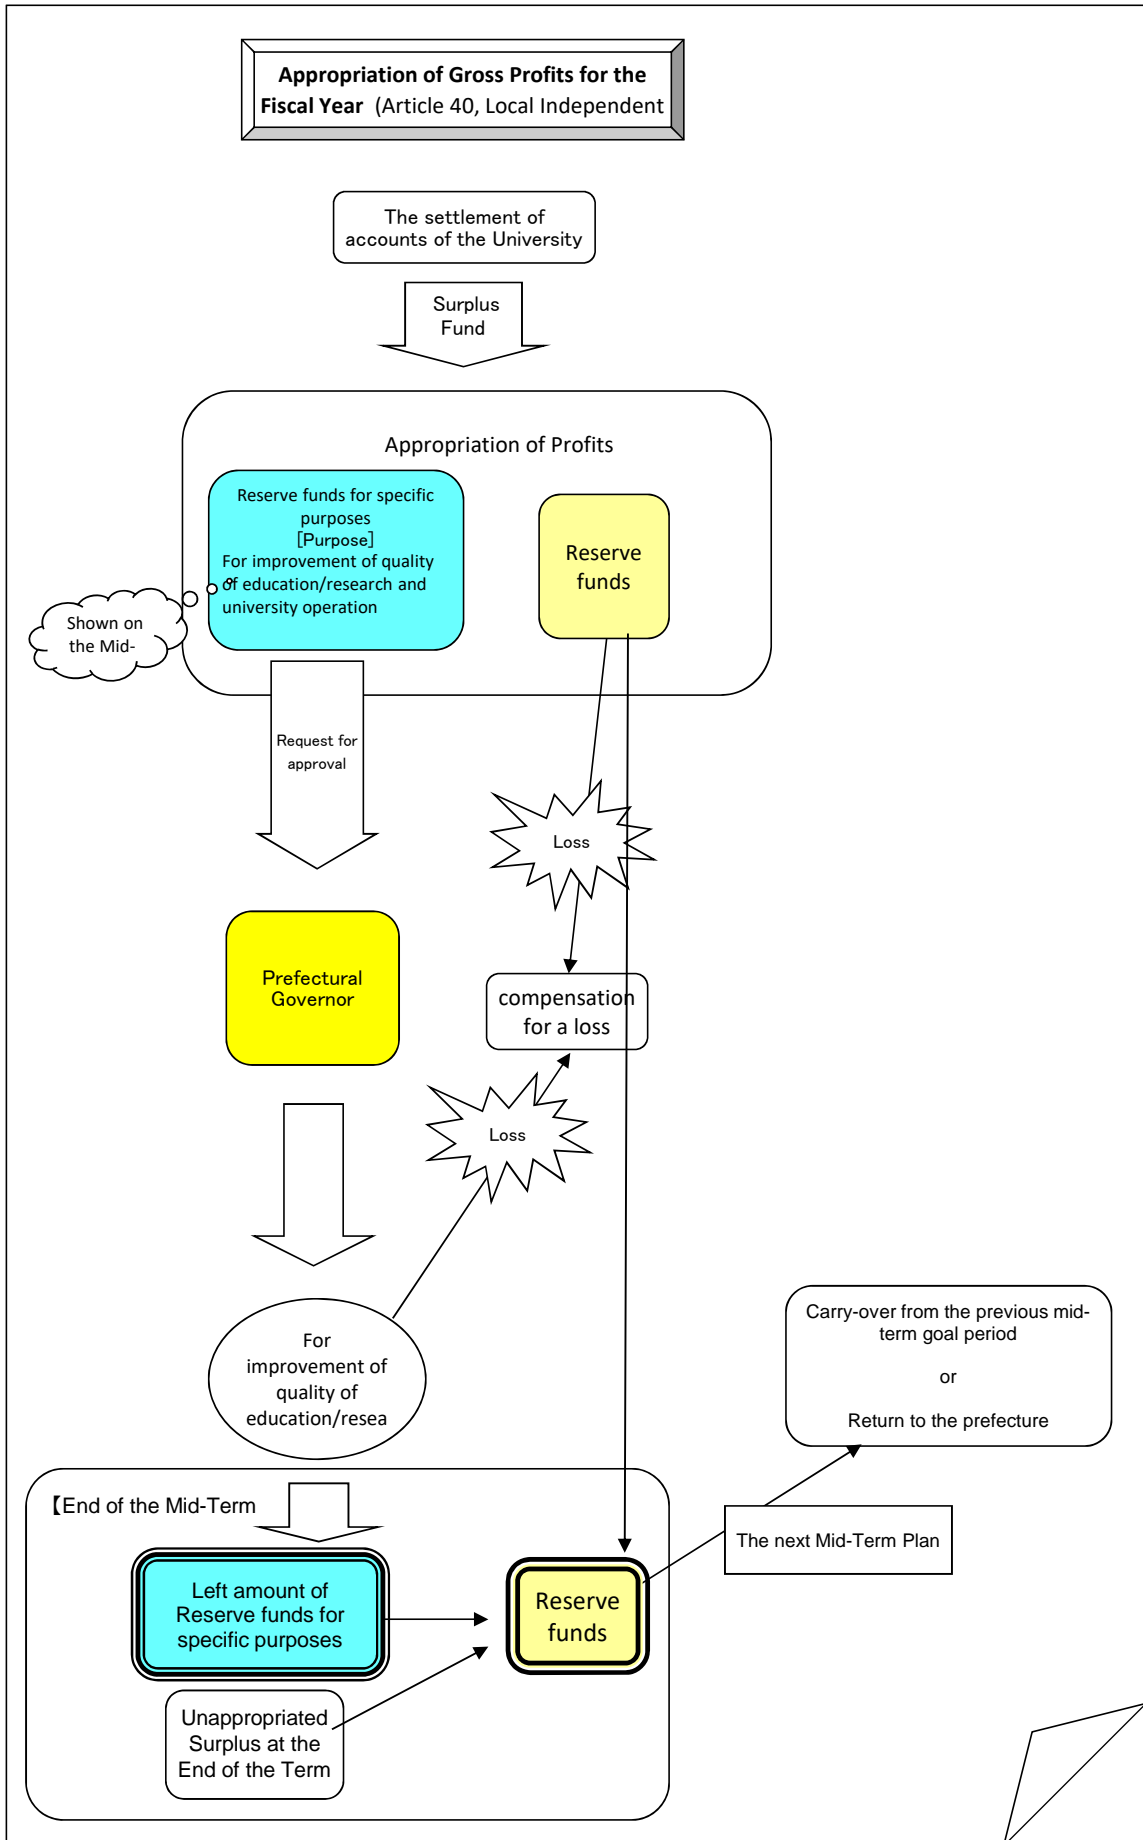 Appropriation of Gross Profits for the
Fiscal Year (Article 40, Local Independent
The settlement of
accounts of the University
Surplus
Fund
Appropriation of Profits
Reserve funds for specific
purposes
[Purpose]
For improvement of quality
of education/research and
university operation
Reserve
funds
Shown on
the Mid-
Request for
approval
Loss
Prefectural
Governor
compensation
for a loss
Loss
For
improvement of
quality of
education/resea
Carry-over from the previous mid-
term goal period
or
Return to the prefecture
【End of the Mid-Term
The next Mid-Term Plan
Left amount of
Reserve funds for
specific purposes
Reserve
funds
Unappropriated
Surplus at the
End of the Term